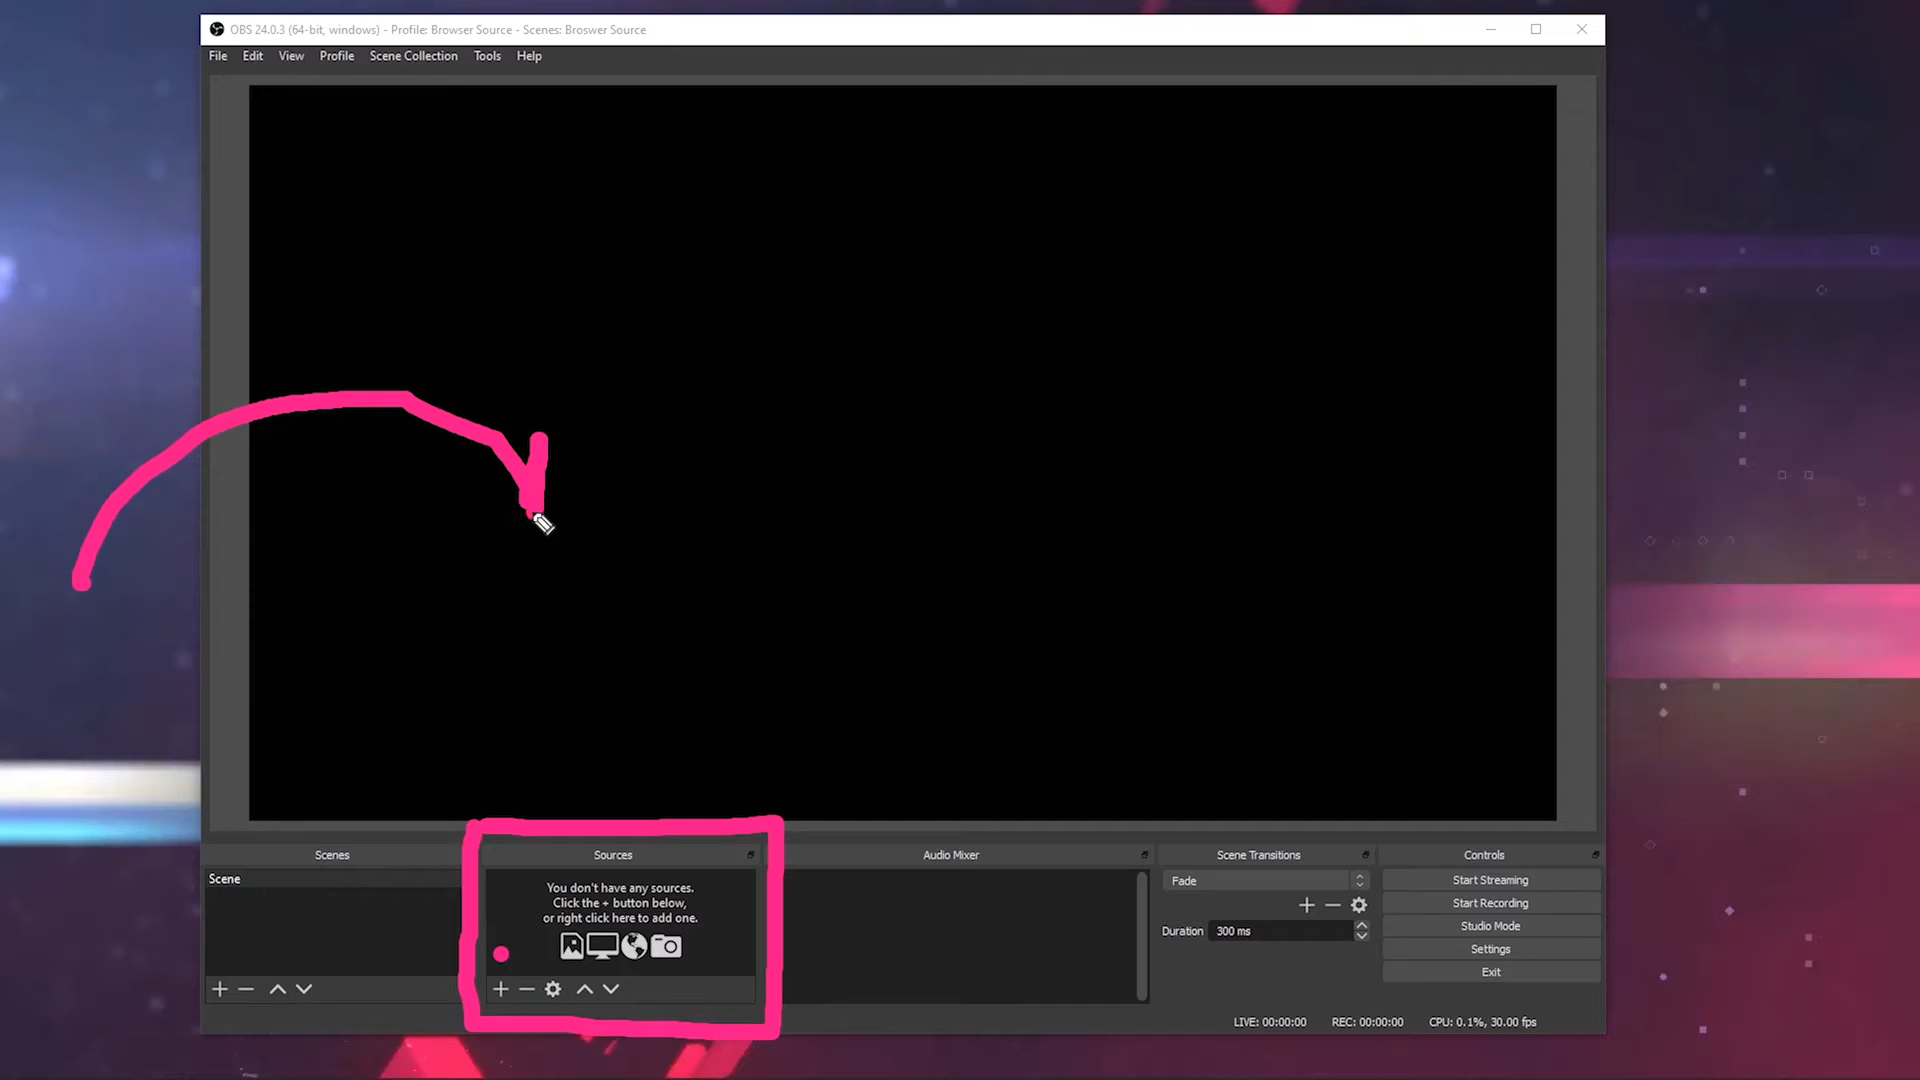 OBS 24.0.3 (64-bit, windows) - Profile: Browser Source - Scenes: Broswer Source
File Edit View Profile Scene Collection Tools Help
Scenes
Scene
Sources
You don't have any sources.
Click the + button below,
or right click here to add one.
Audio Mixer
Scene Transitions
Fade
Duration 300 ms
Controls
Start Streaming
Start Recording
Studio Mode
Settings
Exit
LIVE: 00:00:00 REC: 00:00:00 CPU: 0.1%, 30.00 fps